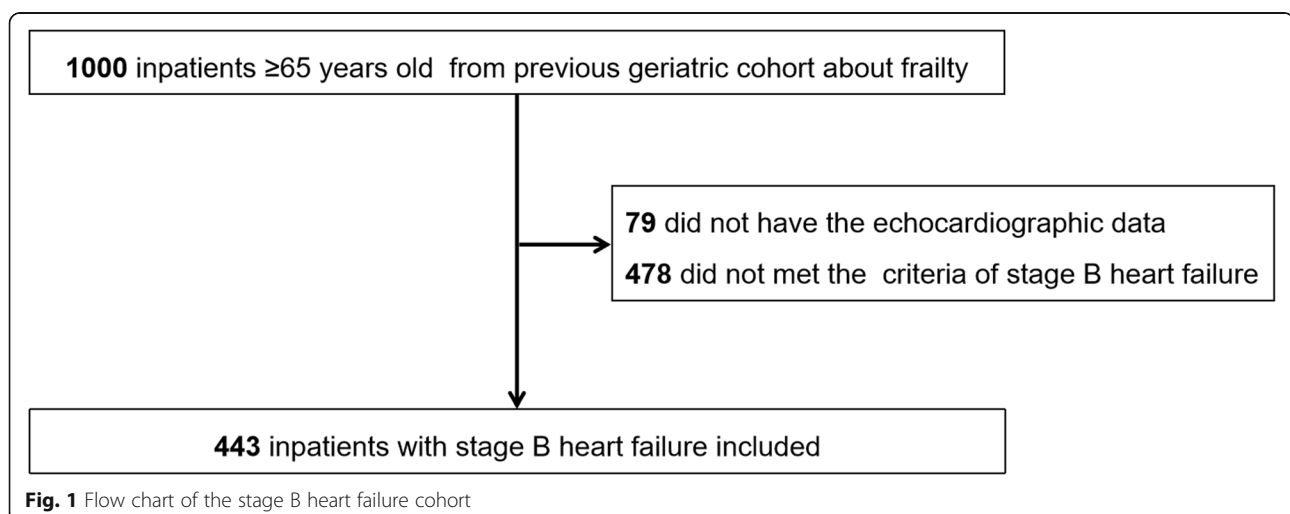 1000 inpatients ≥65 years old from previous geriatric cohort about frailty
79 did not have the echocardiographic data
478 did not met the criteria of stage B heart failure
443 inpatients with stage B heart failure included
Fig. 1 Flow chart of the stage B heart failure cohort